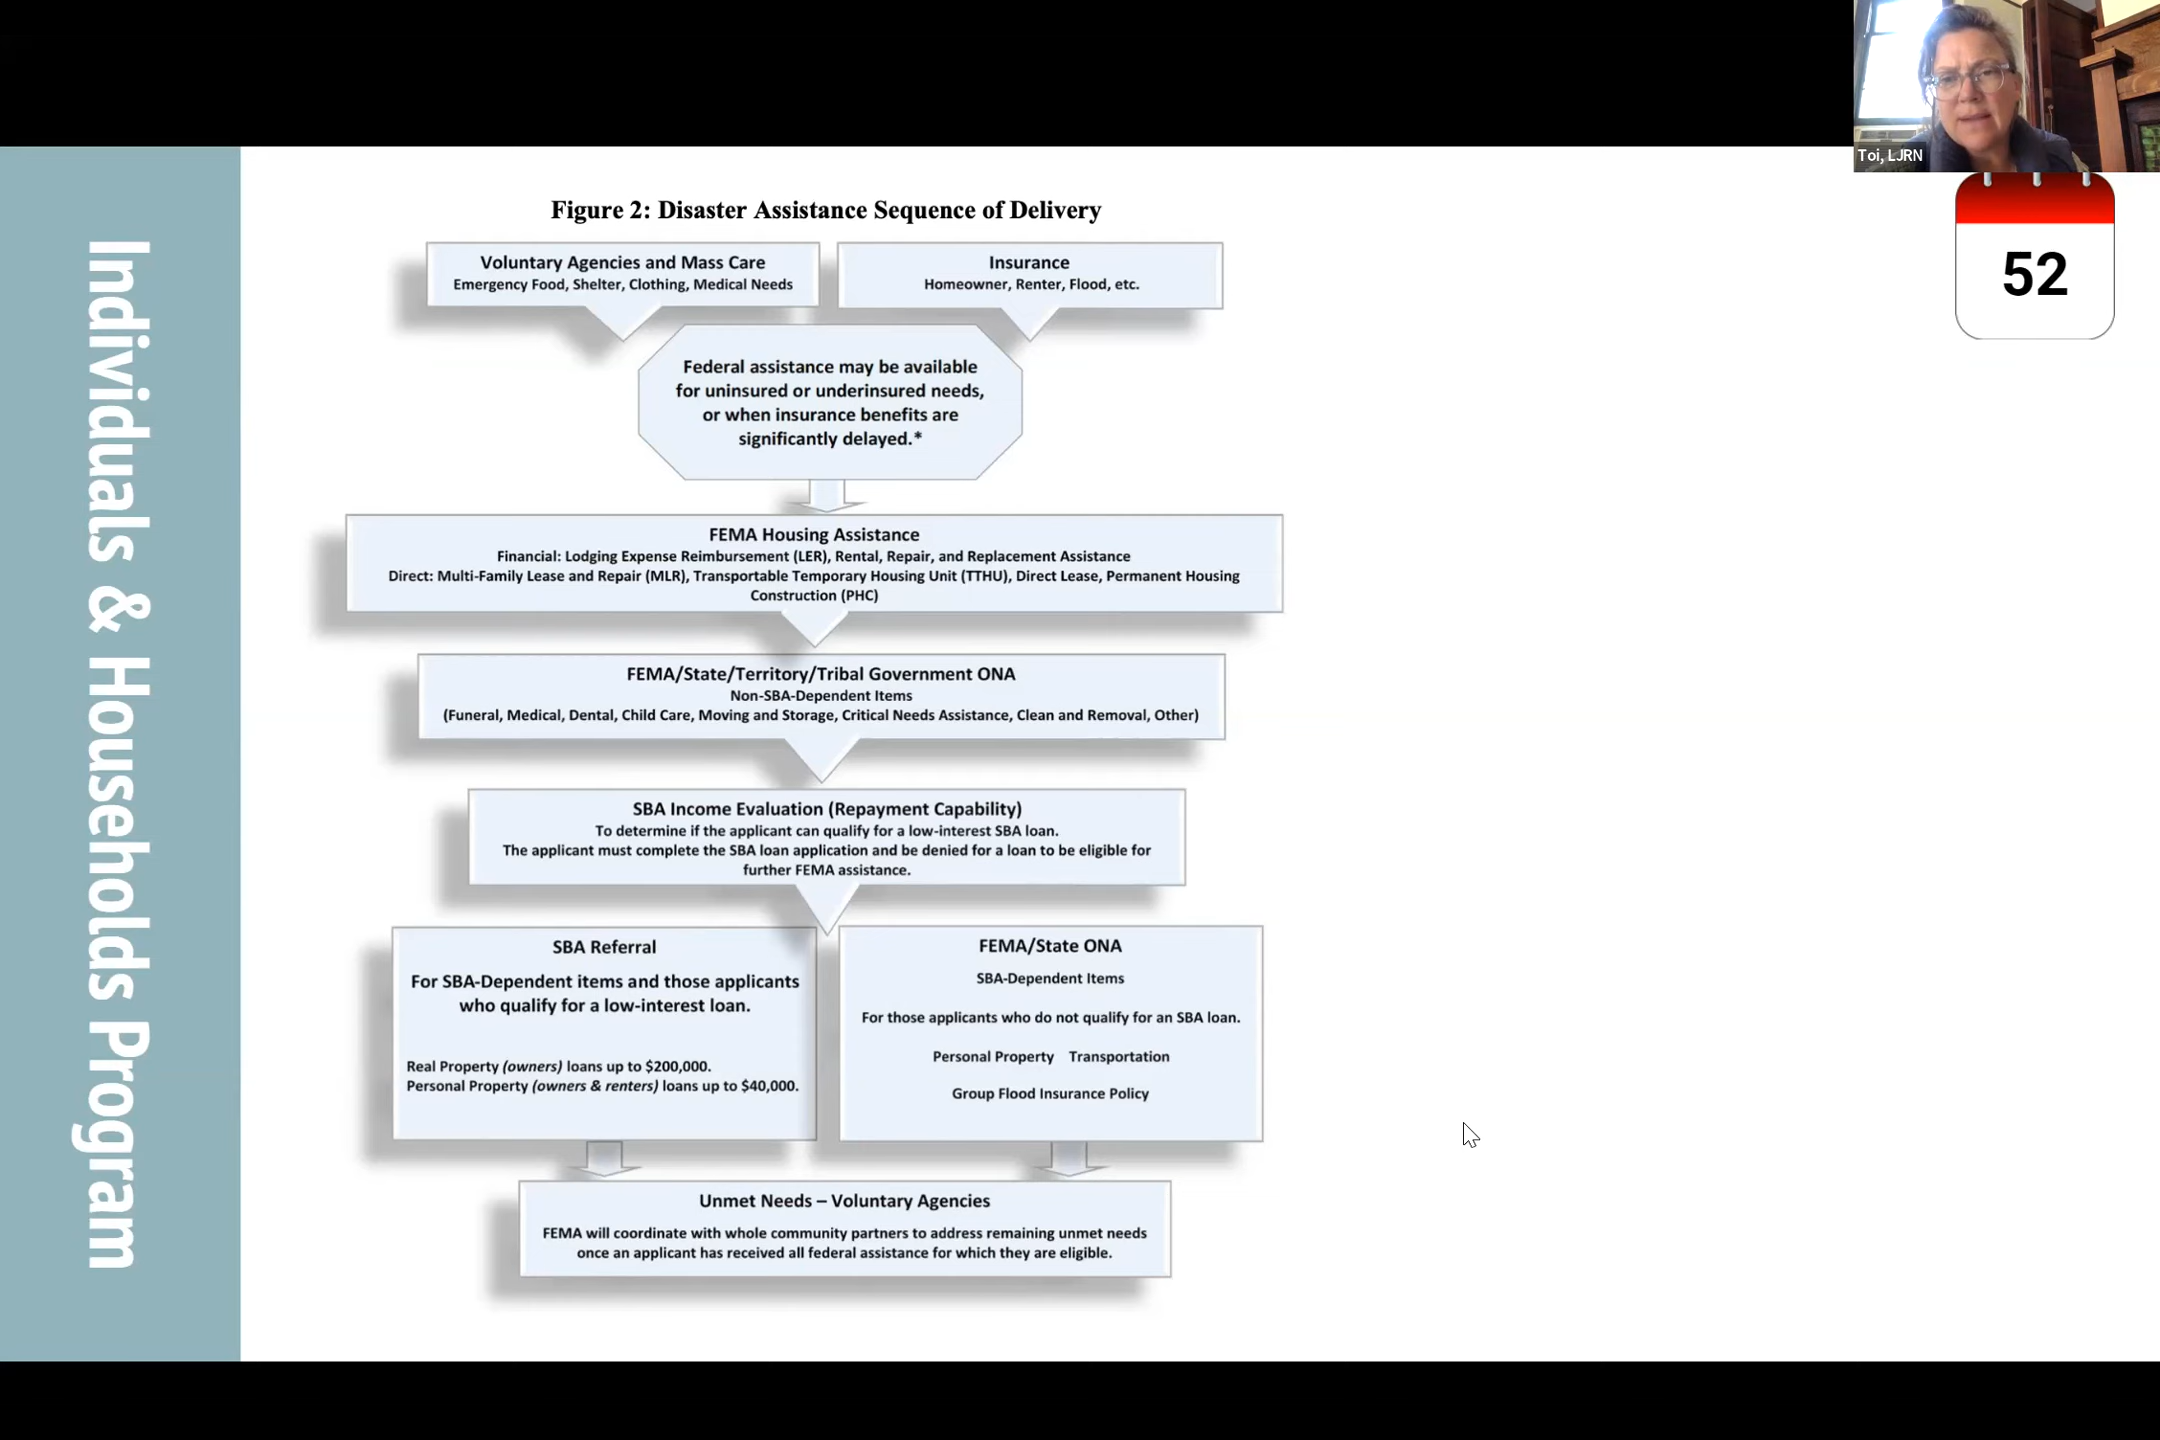 Toi, LJRN
52
Individuals & Households Program
Figure 2: Disaster Assistance Sequence of Delivery
Voluntary Agencies and Mass Care
Emergency Food, Shelter, Clothing, Medical Needs
Insurance
Homeowner, Renter, Flood, etc.
Federal assistance may be available
for uninsured or underinsured needs,
or when insurance benefits are
significantly delayed.*
FEMA Housing Assistance
Financial: Lodging Expense Reimbursement (LER), Rental, Repair, and Replacement Assistance
Direct: Multi-Family Lease and Repair (MLR), Transportable Temporary Housing Unit (TTHU), Direct Lease, Permanent Housing
Construction (PHC)
FEMA/State/Territory/Tribal Government ONA
Non-SBA-Dependent Items
(Funeral, Medical, Dental, Child Care, Moving and Storage, Critical Needs Assistance, Clean and Removal, Other)
SBA Income Evaluation (Repayment Capability)
To determine if the applicant can qualify for a low-interest SBA loan.
The applicant must complete the SBA loan application and be denied for a loan to be eligible for
further FEMA assistance.
SBA Referral
For SBA-Dependent items and those applicants
who qualify for a low-interest loan.
Real Property (owners) loans up to $200,000.
Personal Property (owners & renters) loans up to $40,000.
FEMA/State ONA
SBA-Dependent Items
For those applicants who do not qualify for an SBA loan.
Personal Property Transportation
Group Flood Insurance Policy
Unmet Needs – Voluntary Agencies
FEMA will coordinate with whole community partners to address remaining unmet needs
once an applicant has received all federal assistance for which they are eligible.